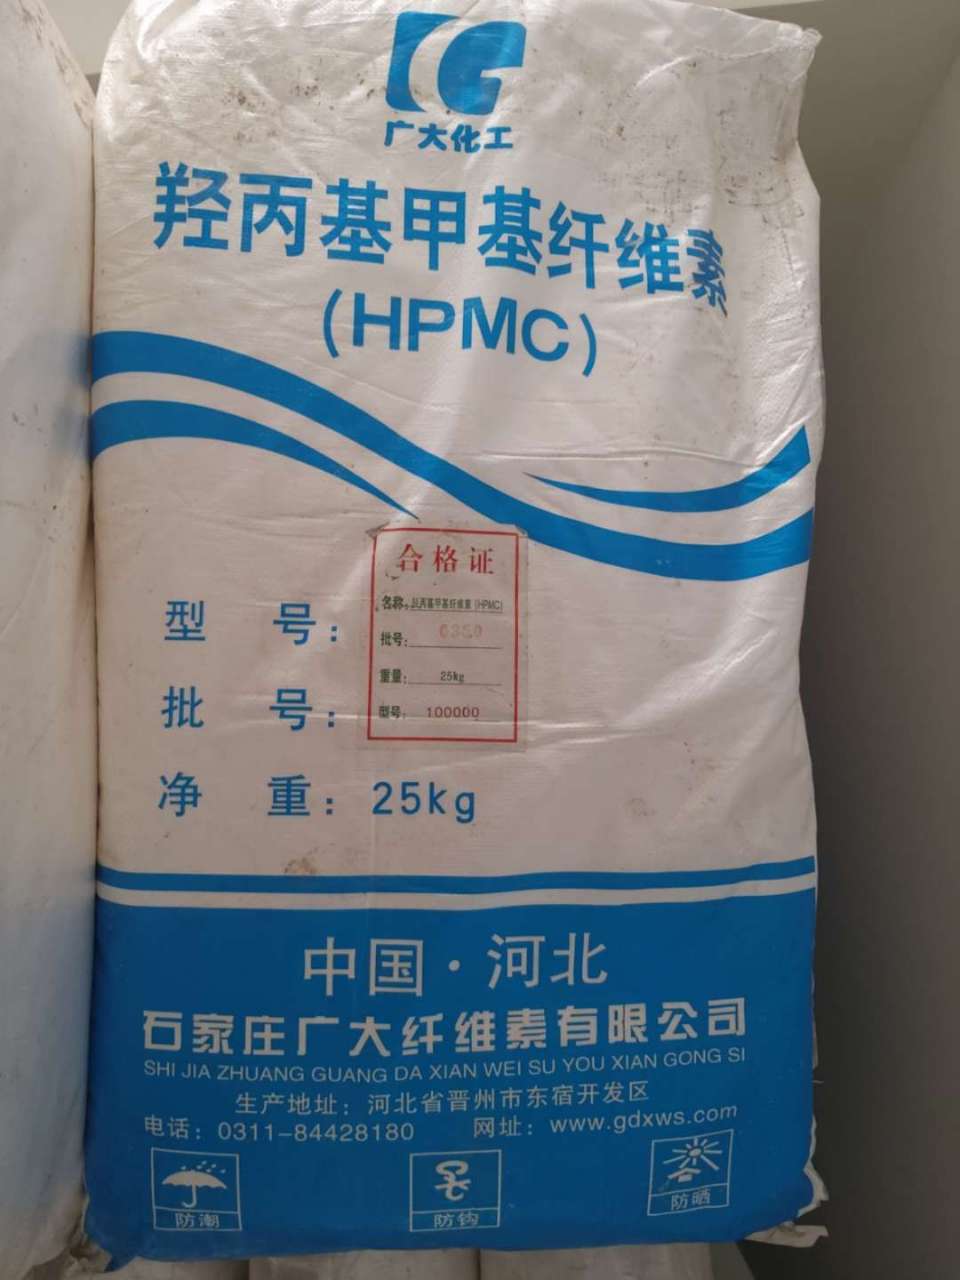 广大化工
羟丙基甲基纤维素
(HPMC)
合格证
名称:羟丙基甲基纤维素(HPMC)
批号:
重量: 25kg
型号: 100000
型 号:
批 号:
净 重: 25kg
中国·河北
石家庄广大纤维素有限公司
SHI JIA ZHUANG GUANG DA XIAN WEI SU YOU XIAN GONG SI
生产地址: 河北省晋州市东宿开发区
电话: 0311-84428180 网址: www.gdxws.com
防潮 防钩 防晒